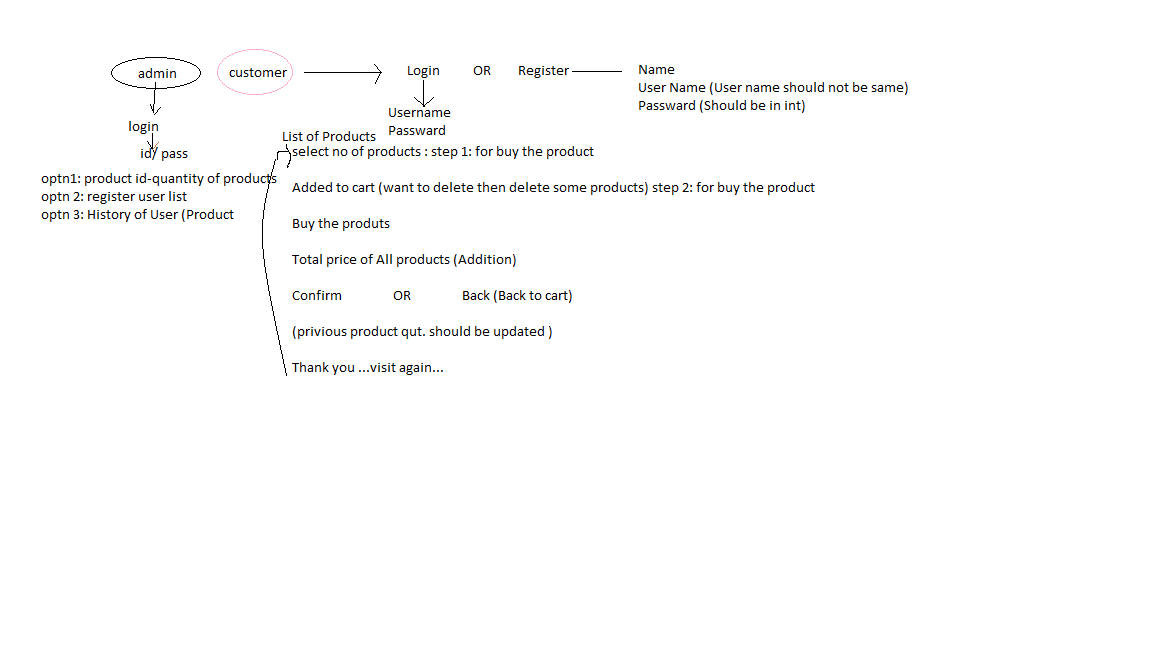 admin
customer
Login OR Register
Name
User Name (User name should not be same)
Passward (Should be in int)
Username
Passward
login
id/ pass
optn1: product id-quantity of products
optn 2: register user list
optn 3: History of User (Product
List of Products
select no of products : step 1: for buy the product
Added to cart (want to delete then delete some products) step 2: for buy the product
Buy the produts
Total price of All products (Addition)
Confirm OR Back (Back to cart)
(privious product qut. should be updated )
Thank you ...visit again...